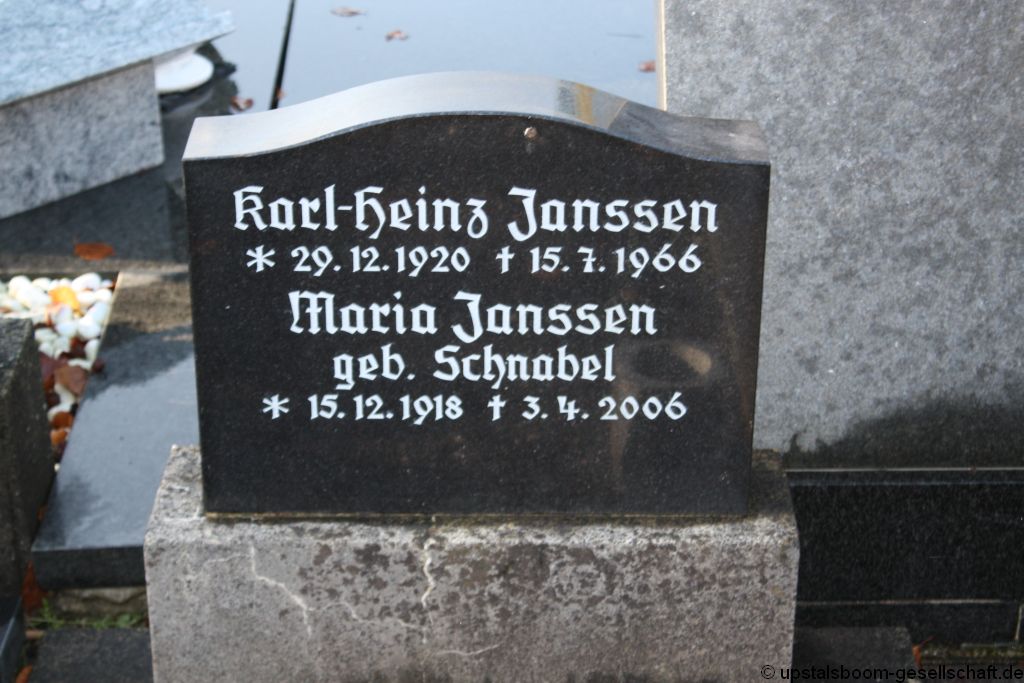 Karl-Heinz Janssen
* 29.12.1920 † 15.7.1966
Maria Janssen
geb. Schnabel
* 15.12.1918 † 3.4.2006
© upstalsboom-gesellschaft.de